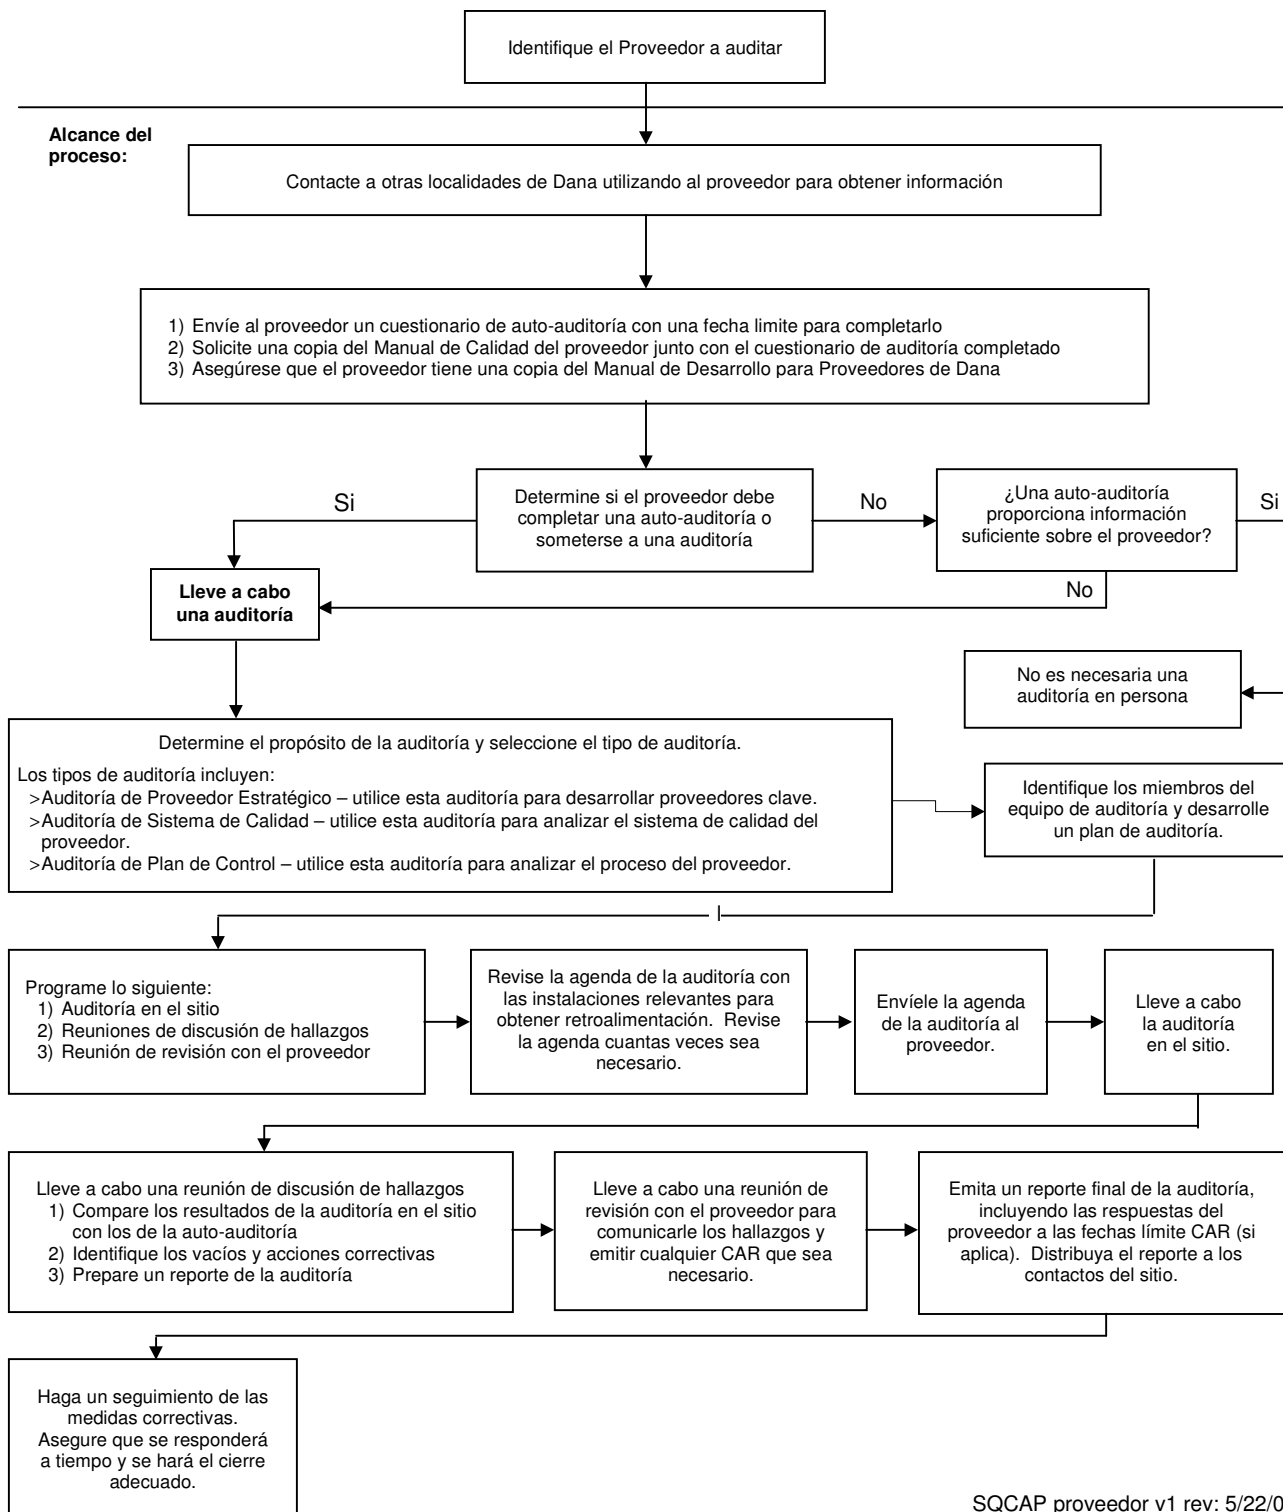 Identifique el Proveedor a auditar
Alcance del
proceso:
Contacte a otras localidades de Dana utilizando al proveedor para obtener información
1) Envíe al proveedor un cuestionario de auto-auditoría con una fecha limite para completarlo
2) Solicite una copia del Manual de Calidad del proveedor junto con el cuestionario de auditoría completado
3) Asegúrese que el proveedor tiene una copia del Manual de Desarrollo para Proveedores de Dana
Si
Determine si el proveedor debe
completar una auto-auditoría o
someterse a una auditoría
No
¿Una auto-auditoría
proporciona información
suficiente sobre el proveedor?
Si
Lleve a cabo
una auditoría
No
No es necesaria una
auditoría en persona
Determine el propósito de la auditoría y seleccione el tipo de auditoría.
Los tipos de auditoría incluyen:
>Auditoría de Proveedor Estratégico – utilice esta auditoría para desarrollar proveedores clave.
>Auditoría de Sistema de Calidad – utilice esta auditoría para analizar el sistema de calidad del
proveedor.
>Auditoría de Plan de Control – utilice esta auditoría para analizar el proceso del proveedor.
Identifique los miembros del
equipo de auditoría y desarrolle
un plan de auditoría.
Programe lo siguiente:
1) Auditoría en el sitio
2) Reuniones de discusión de hallazgos
3) Reunión de revisión con el proveedor
Revise la agenda de la auditoría con
las instalaciones relevantes para
obtener retroalimentación. Revise
la agenda cuantas veces sea
necesario.
Envíele la agenda
de la auditoría al
proveedor.
Lleve a cabo
la auditoría
en el sitio.
Lleve a cabo una reunión de discusión de hallazgos
1) Compare los resultados de la auditoría en el sitio
con los de la auto-auditoría
2) Identifique los vacíos y acciones correctivas
3) Prepare un reporte de la auditoría
Lleve a cabo una reunión de
revisión con el proveedor para
comunicarle los hallazgos y
emitir cualquier CAR que sea
necesario.
Emita un reporte final de la auditoría,
incluyendo las respuestas del
proveedor a las fechas límite CAR (si
aplica). Distribuya el reporte a los
contactos del sitio.
Haga un seguimiento de las
medidas correctivas.
Asegure que se responderá
a tiempo y se hará el cierre
adecuado.
SQCAP proveedor v1 rev: 5/22/0